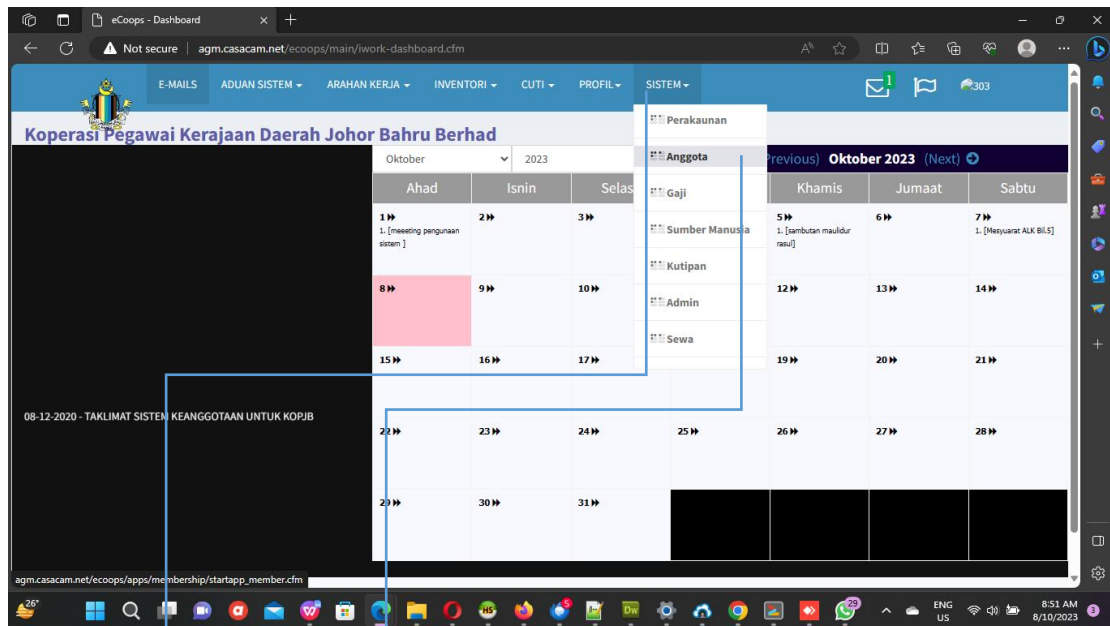 eCoops - Dashboard
Not secure | agm.casacam.net/ecoops/main/iwork-dashboard.cfm
E-MAILS ADUAN SISTEM ARAHAN KERJA INVENTORI CUTI PROFIL SISTEM 1 303
Koperasi Pegawai Kerajaan Daerah Johor Bahru Berhad
Perakaunan
Anggota
Gaji
Sumber Manusia
Kutipan
Admin
Sewa
Oktober 2023 Previous) Oktober 2023 (Next)
Ahad Isnin Selas Khamis Jumaat Sabtu
1 2 3 5 6 7
1. [meeeting pengunaan
sistem ]
1. [sambutan maulidur
rasul]
1. [Mesyuarat ALK Bil.5]
8 9 10 12 13 14
15 16 17 19 20 21
08-12-2020 - TAKLIMAT SISTEM KEANGGOTAAN UNTUK KOPJB
22 23 24 25 26 27 28
29 30 31
agm.casacam.net/ecoops/apps/membership/startapp_member.cfm
26° 29 ENG
US
8:51 AM
8/10/2023
3